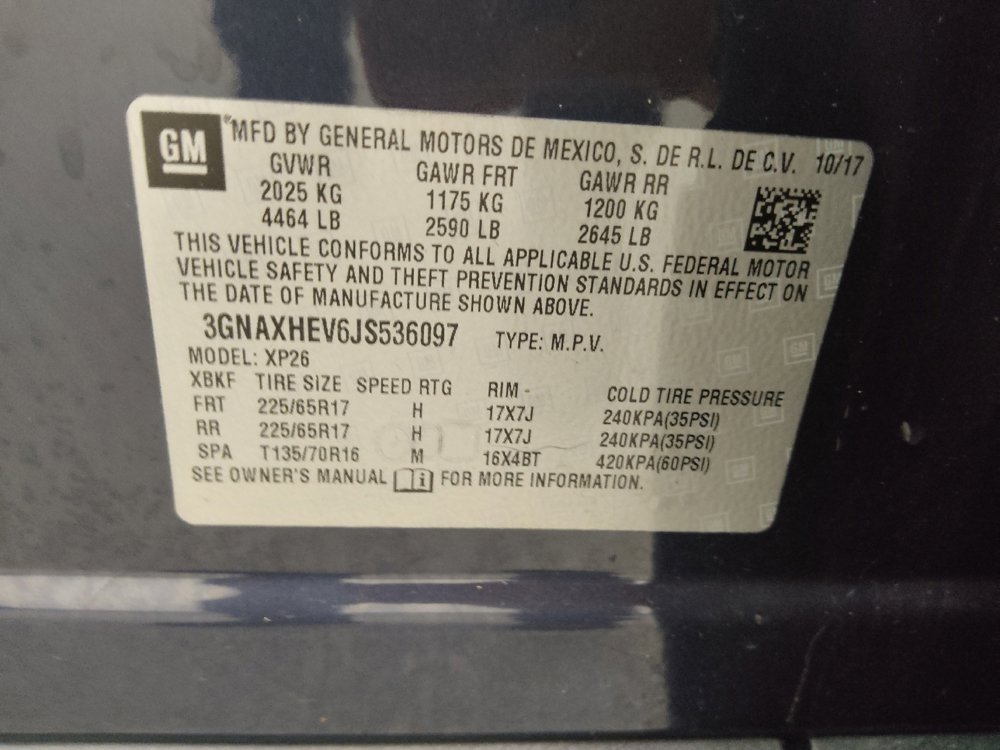 GM
®MFD BY GENERAL MOTORS DE MEXICO, S. DE R.L. DE C.V. 10/17
GVWR GAWR FRT GAWR RR
2025 KG 1175 KG 1200 KG
4464 LB 2590 LB 2645 LB
THIS VEHICLE CONFORMS TO ALL APPLICABLE U.S. FEDERAL MOTOR
VEHICLE SAFETY AND THEFT PREVENTION STANDARDS IN EFFECT ON
THE DATE OF MANUFACTURE SHOWN ABOVE.
3GNAXHEV6JS536097 TYPE: M.P.V.
MODEL: XP26
XBKF TIRE SIZE SPEED RTG RIM - COLD TIRE PRESSURE
FRT 225/65R17 H 17X7J 240KPA(35PSI)
RR 225/65R17 H 17X7J 240KPA(35PSI)
SPA T135/70R16 M 16X4BT 420KPA(60PSI)
SEE OWNER'S MANUAL i FOR MORE INFORMATION.